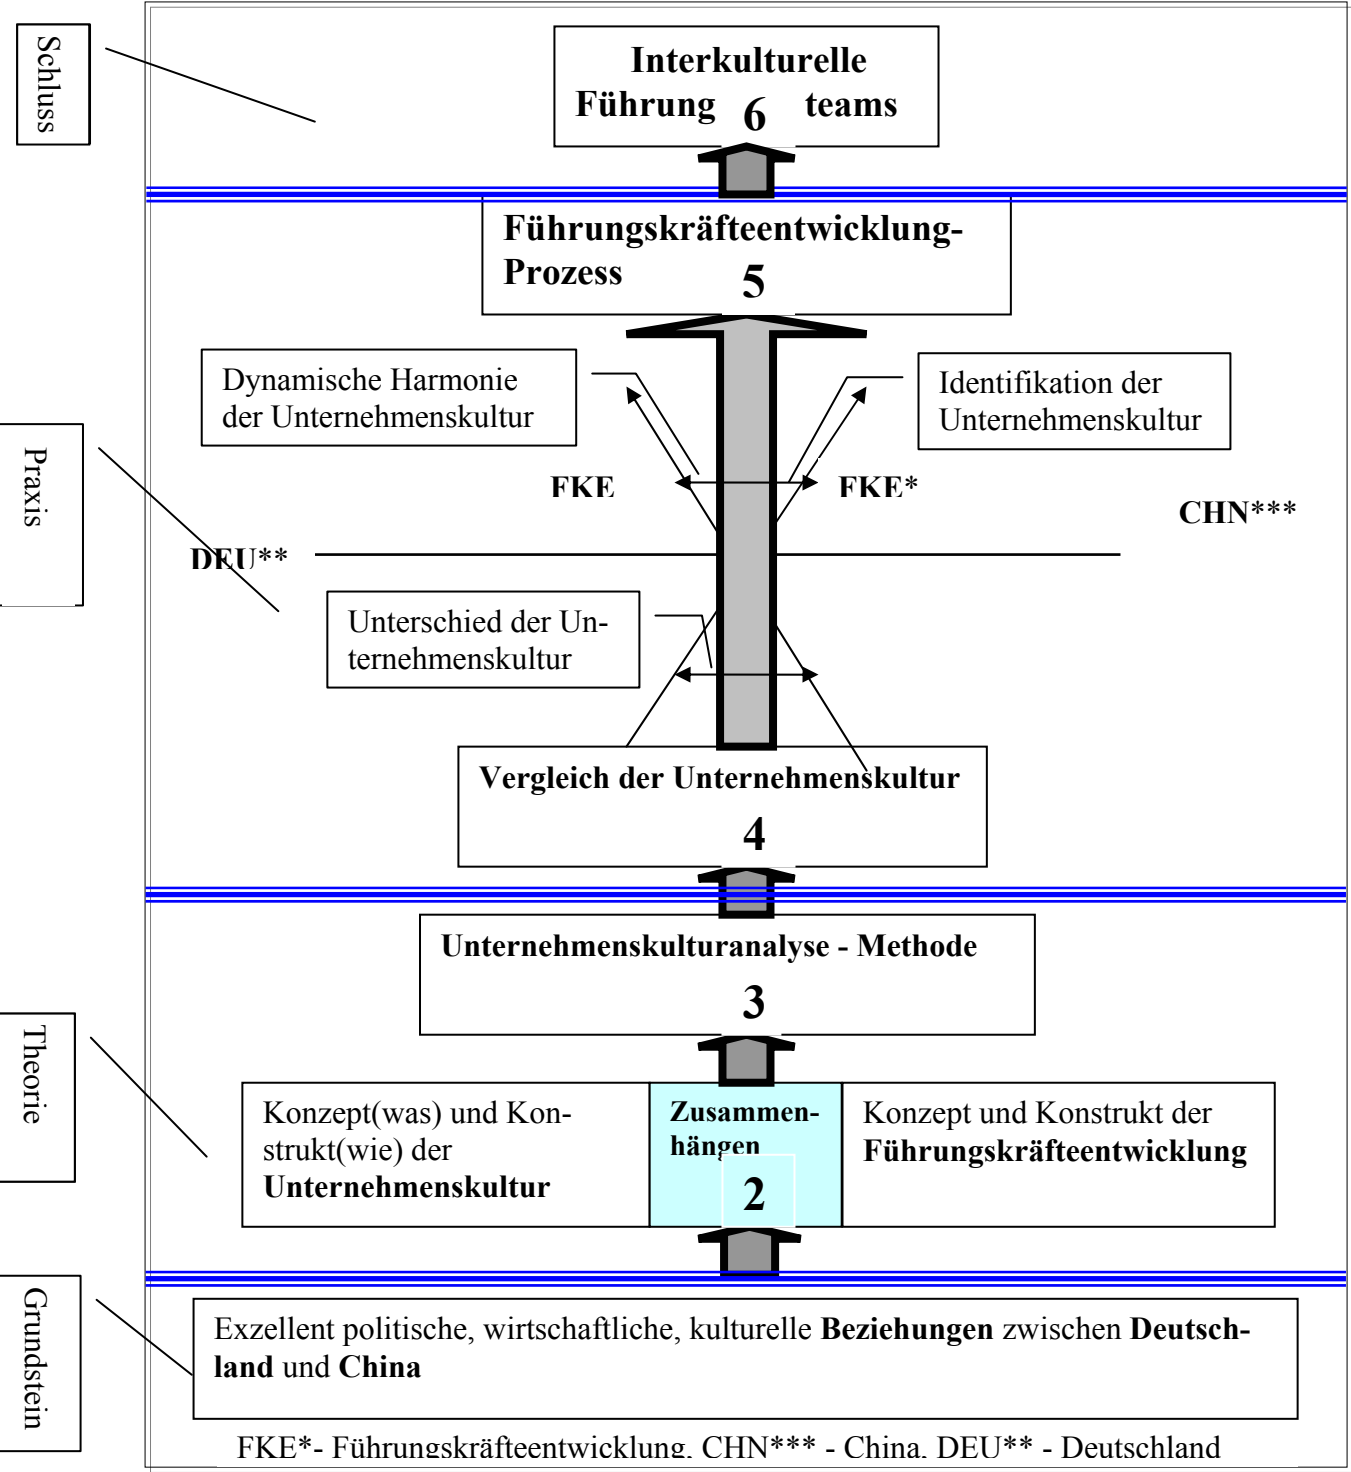 Schluss
Interkulturelle
Führung 6 teams
Führungskräfteentwicklung-
Prozess
5
Dynamische Harmonie
der Unternehmenskultur
Identifikation der
Unternehmenskultur
Praxis
FKE
FKE*
CHN***
DEU**
Unterschied der Un-
ternehmenskultur
Vergleich der Unternehmenskultur
4
Unternehmenskulturanalyse - Methode
3
Theorie
Konzept(was) und Kon-
strukt(wie) der
Unternehmenskultur
Zusammen-
hängen
2
Konzept und Konstrukt der
Führungskräfteentwicklung
Grundstein
Exzellent politische, wirtschaftliche, kulturelle Beziehungen zwischen Deutsch-
land und China
FKE*- Führungskräfteentwicklung, CHN*** - China, DEU** - Deutschland